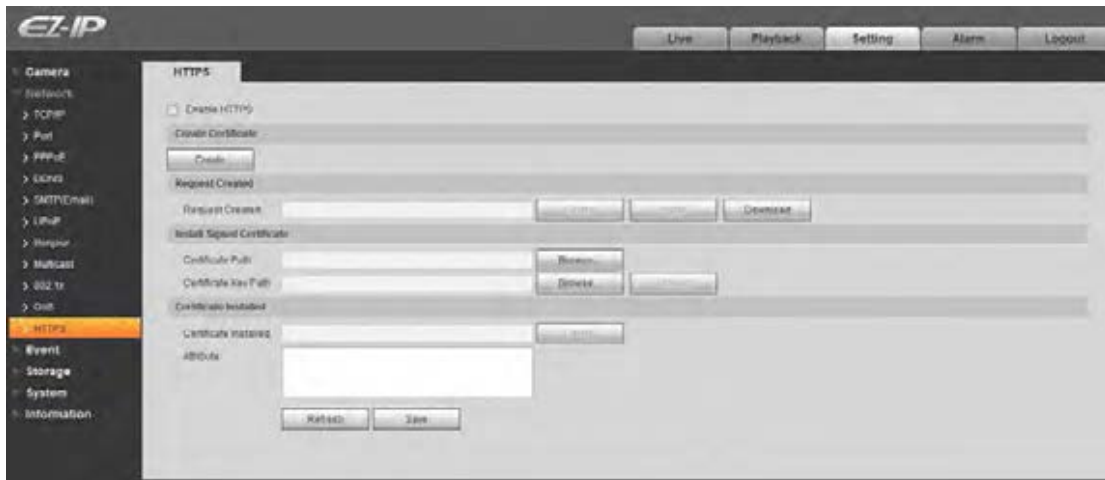 EZ-IP
Live Playback Setting Alarm Logout
Camera
Network
TCP/IP
Port
PPPoE
DDNS
SMTP(Email)
UPnP
Bonjour
Multicast
802.1x
QoS
HTTPS
Event
Storage
System
Information
HTTPS
Enable HTTPS
Create Certificate
Create
Request Created
Request Created Download
Install Signed Certificate
Certificate Path Browse...
Certificate Key Path Browse...
Certificate Installed
Certificate Installed
Attribute
Refresh Save